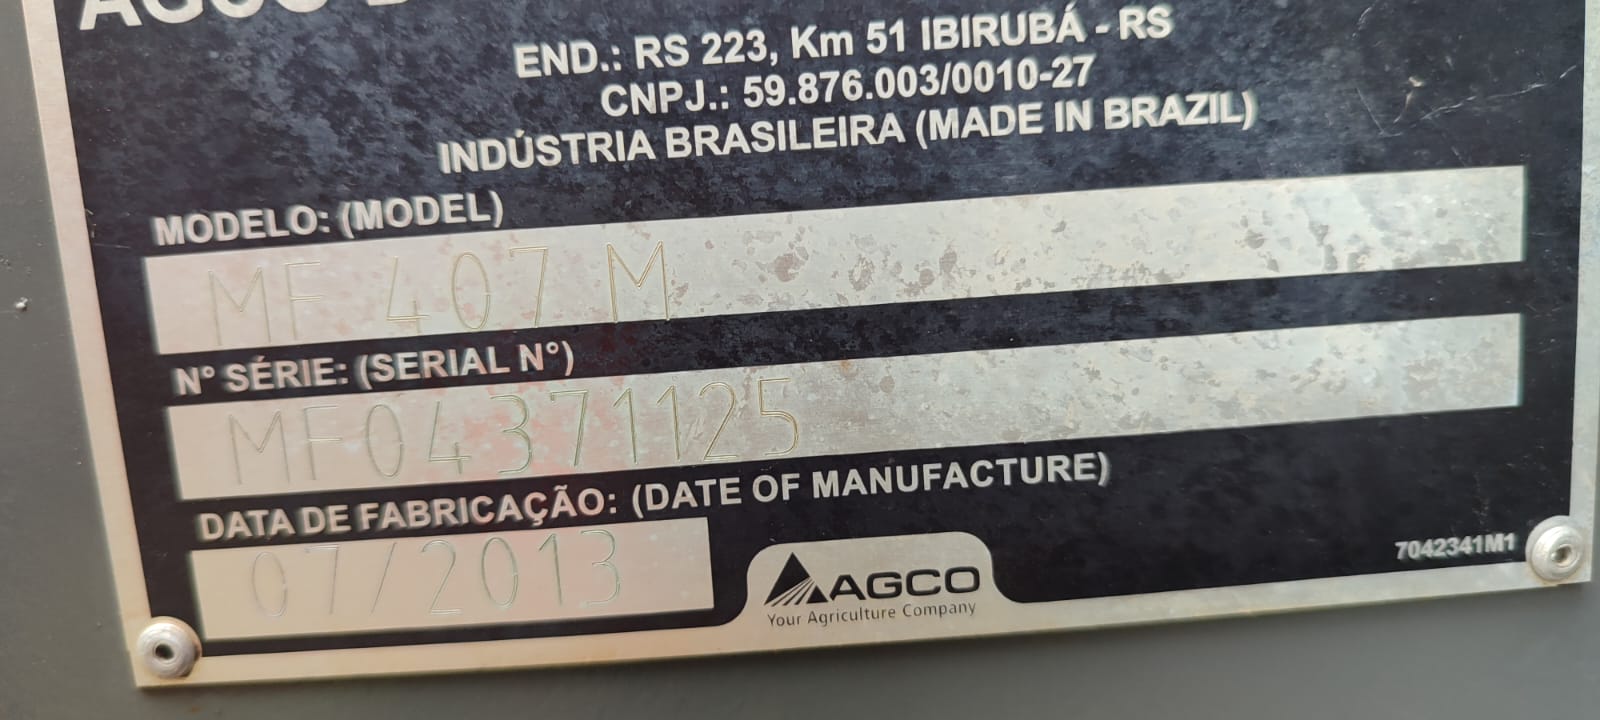 AGCO
END.: RS 223, Km 51 IBIRUBÁ - RS
CNPJ.: 59.876.003/0010-27
INDÚSTRIA BRASILEIRA (MADE IN BRAZIL)
MODELO: (MODEL)
MF 407 M
Nº SÉRIE: (SERIAL Nº)
MF04371125
DATA DE FABRICAÇÃO: (DATE OF MANUFACTURE)
07/2013
AGCO
Your Agriculture Company
7042341M1